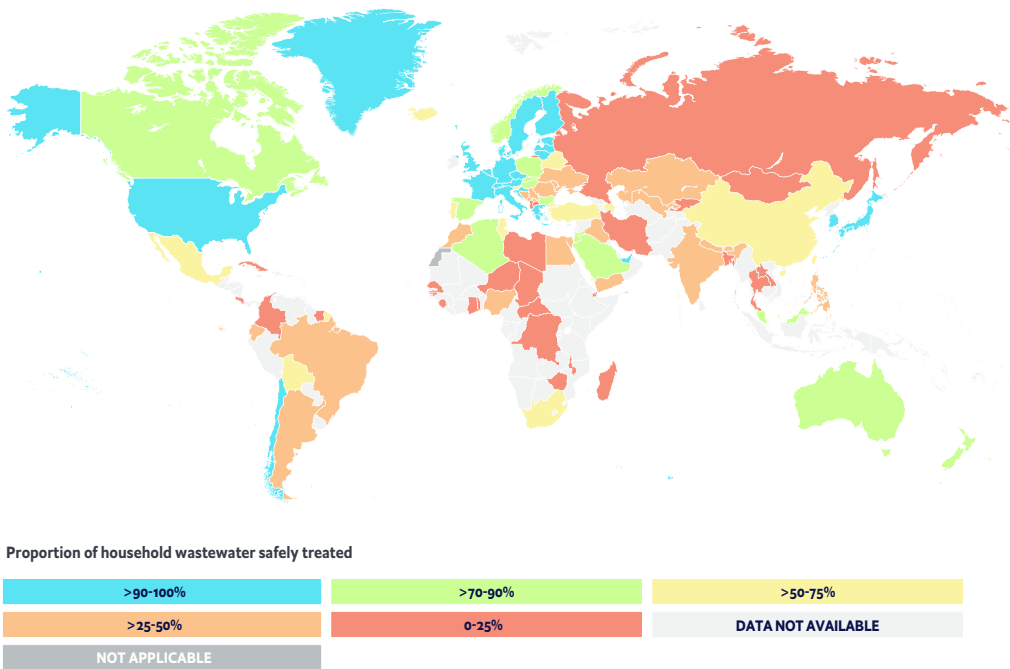 Proportion of household wastewater safely treated
>90-100%
>70-90%
>50-75%
>25-50%
0-25%
DATA NOT AVAILABLE
NOT APPLICABLE